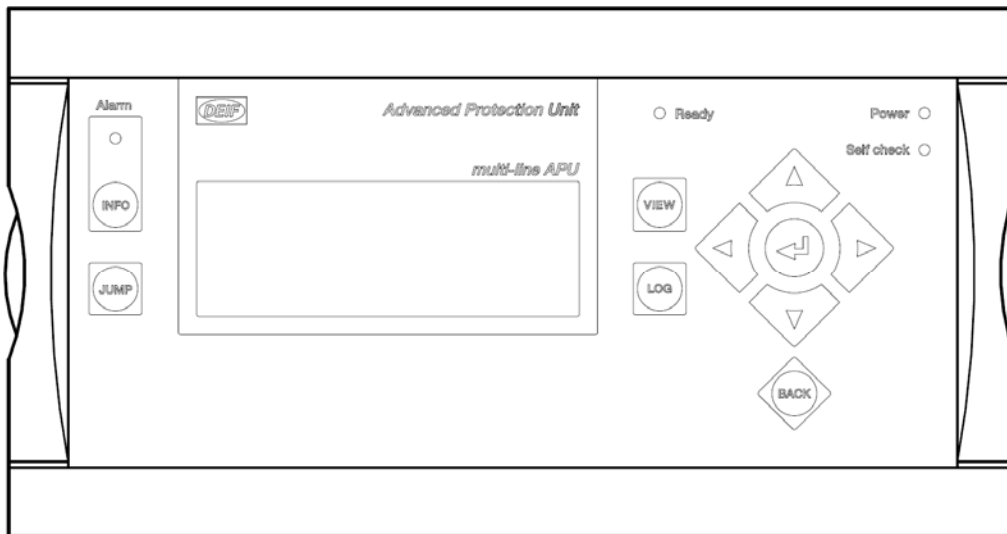 Alarm
DEIF
Advanced Protection Unit
Ready
Power
Self check
multi-line APU
INFO
VIEW
JUMP
LOG
BACK